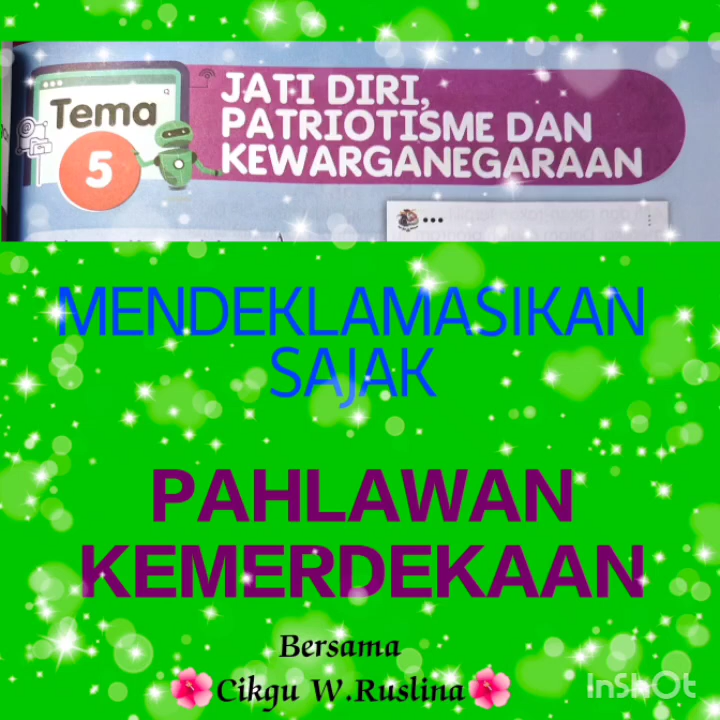 Tema
5
JATI DIRI,
PATRIOTISME DAN
KEWARGANEGARAAN
MENDEKLAMASIKAN
SAJAK
PAHLAWAN
KEMERDEKAAN
Bersama
Cikgu W.Ruslina
InShOt